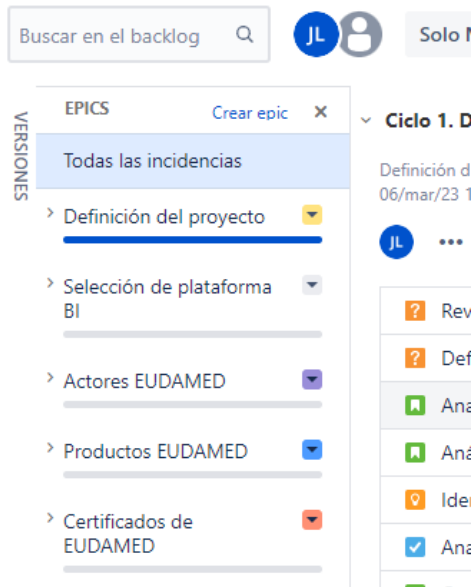 Buscar en el backlog
JL
Solo
VERSIONES
EPICS
Crear epic
Todas las incidencias
Definición del proyecto
Selección de plataforma
BI
Actores EUDAMED
Productos EUDAMED
Certificados de
EUDAMED
Ciclo 1. D
Definición d
06/mar/23 1
JL
Rev
Def
Ana
Aná
Iden
Ana